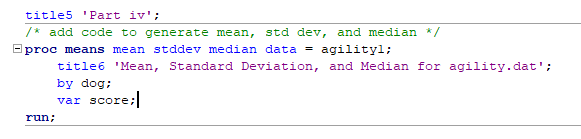 title5 'Part iv';
/* add code to generate mean, std dev, and median */
proc means mean stddev median data = agility1;
title6 'Mean, Standard Deviation, and Median for agility.dat';
by dog;
var score;
run;